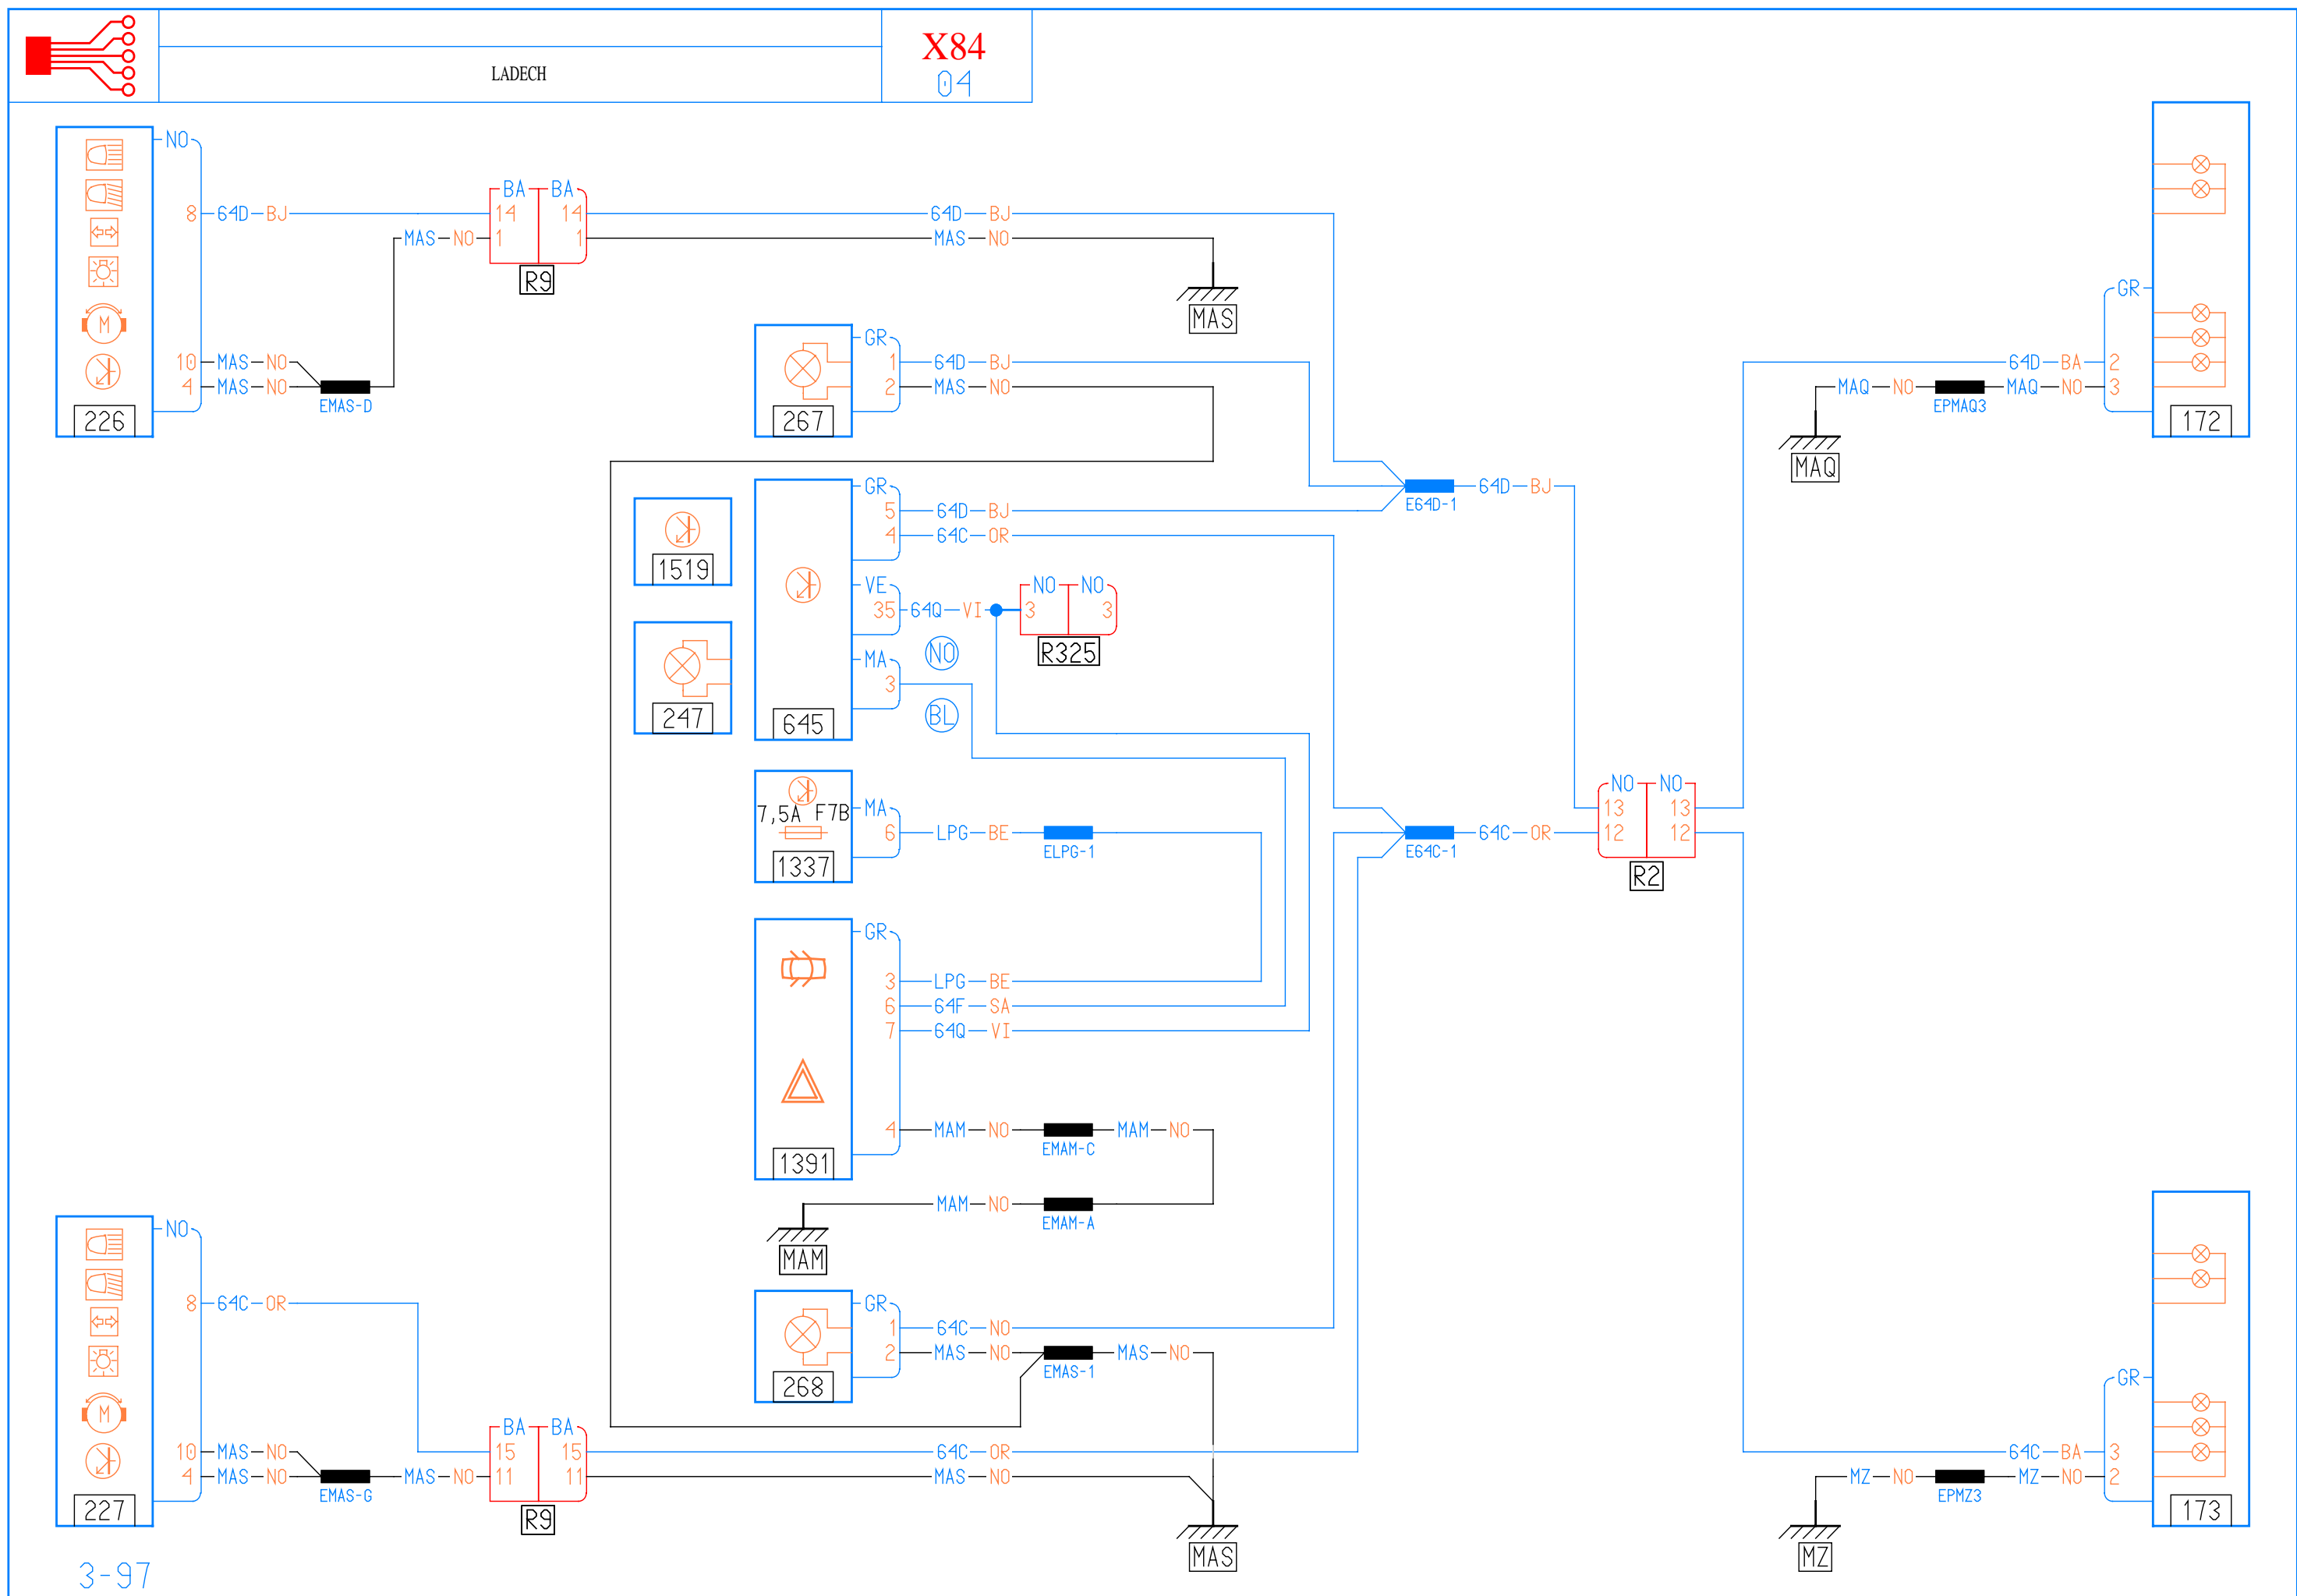 LADECH
X84
04
NO
8 64D BJ
10 MAS NO
4 MAS NO
EMAS-D
226
MAS NO
BA BA
14 14
1 1
R9
64D BJ
MAS NO
MAS
GR
1 64D BJ
2 MAS NO
267
1519
247
GR
5 64D BJ
4 64C OR
VE
35 64Q VI
MA
3
645
NO
BL
NO NO
3 3
R325
E64D-1
64D BJ
7,5A F7B
MA
6 LPG BE
ELPG-1
1337
E64C-1
64C OR
NO NO
13 13
12 12
R2
GR
3 LPG BE
6 64F SA
7 64Q VI
4 MAM NO
EMAM-C
MAM NO
1391
MAM NO
EMAM-A
MAM
GR
1 64C NO
2 MAS NO
EMAS-1
MAS NO
268
GR
64D BA 2
MAQ NO
EPMAQ3
MAQ NO 3
172
MAQ
NO
8 64C OR
10 MAS NO
4 MAS NO
EMAS-G
MAS NO
227
BA BA
15 15
11 11
R9
64C OR
MAS NO
MAS
GR
64C BA 3
MZ NO
EPMZ3
MZ NO 2
173
MZ
3-97